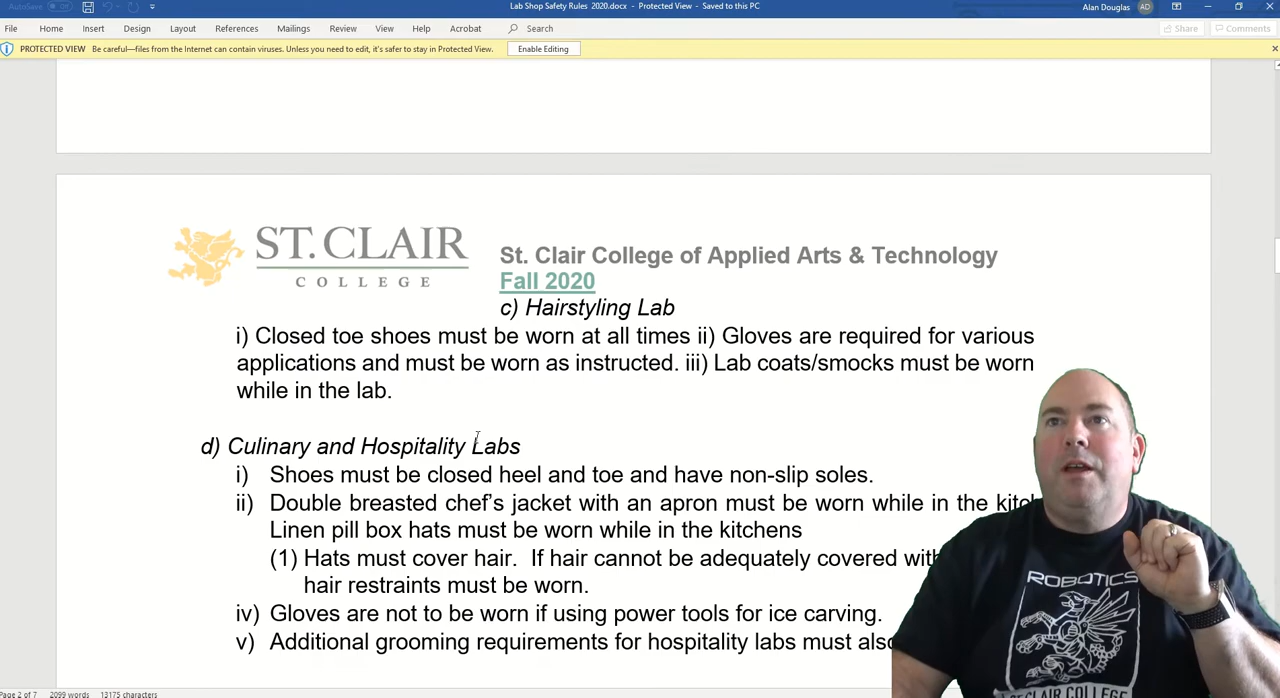 AutoSave Off
Lab Shop Safety Rules 2020.docx - Protected View - Saved to this PC
Alan Douglas AD
File Home Insert Design Layout References Mailings Review View Help Acrobat Search
Share Comments
PROTECTED VIEW Be careful—files from the Internet can contain viruses. Unless you need to edit, it's safer to stay in Protected View. Enable Editing
ST. CLAIR
COLLEGE
St. Clair College of Applied Arts & Technology
Fall 2020
c) Hairstyling Lab
i) Closed toe shoes must be worn at all times ii) Gloves are required for various
applications and must be worn as instructed. iii) Lab coats/smocks must be worn
while in the lab.
d) Culinary and Hospitality Labs
i) Shoes must be closed heel and toe and have non-slip soles.
ii) Double breasted chef's jacket with an apron must be worn while in the
Linen pill box hats must be worn while in the kitchens
(1) Hats must cover hair. If hair cannot be adequately covered
hair restraints must be worn.
iv) Gloves are not to be worn if using power tools for ice carving.
v) Additional grooming requirements for hospitality labs must
ROBOTICS
ST CLAIR COLLEGE
Page 2 of 7 2099 words 13175 characters